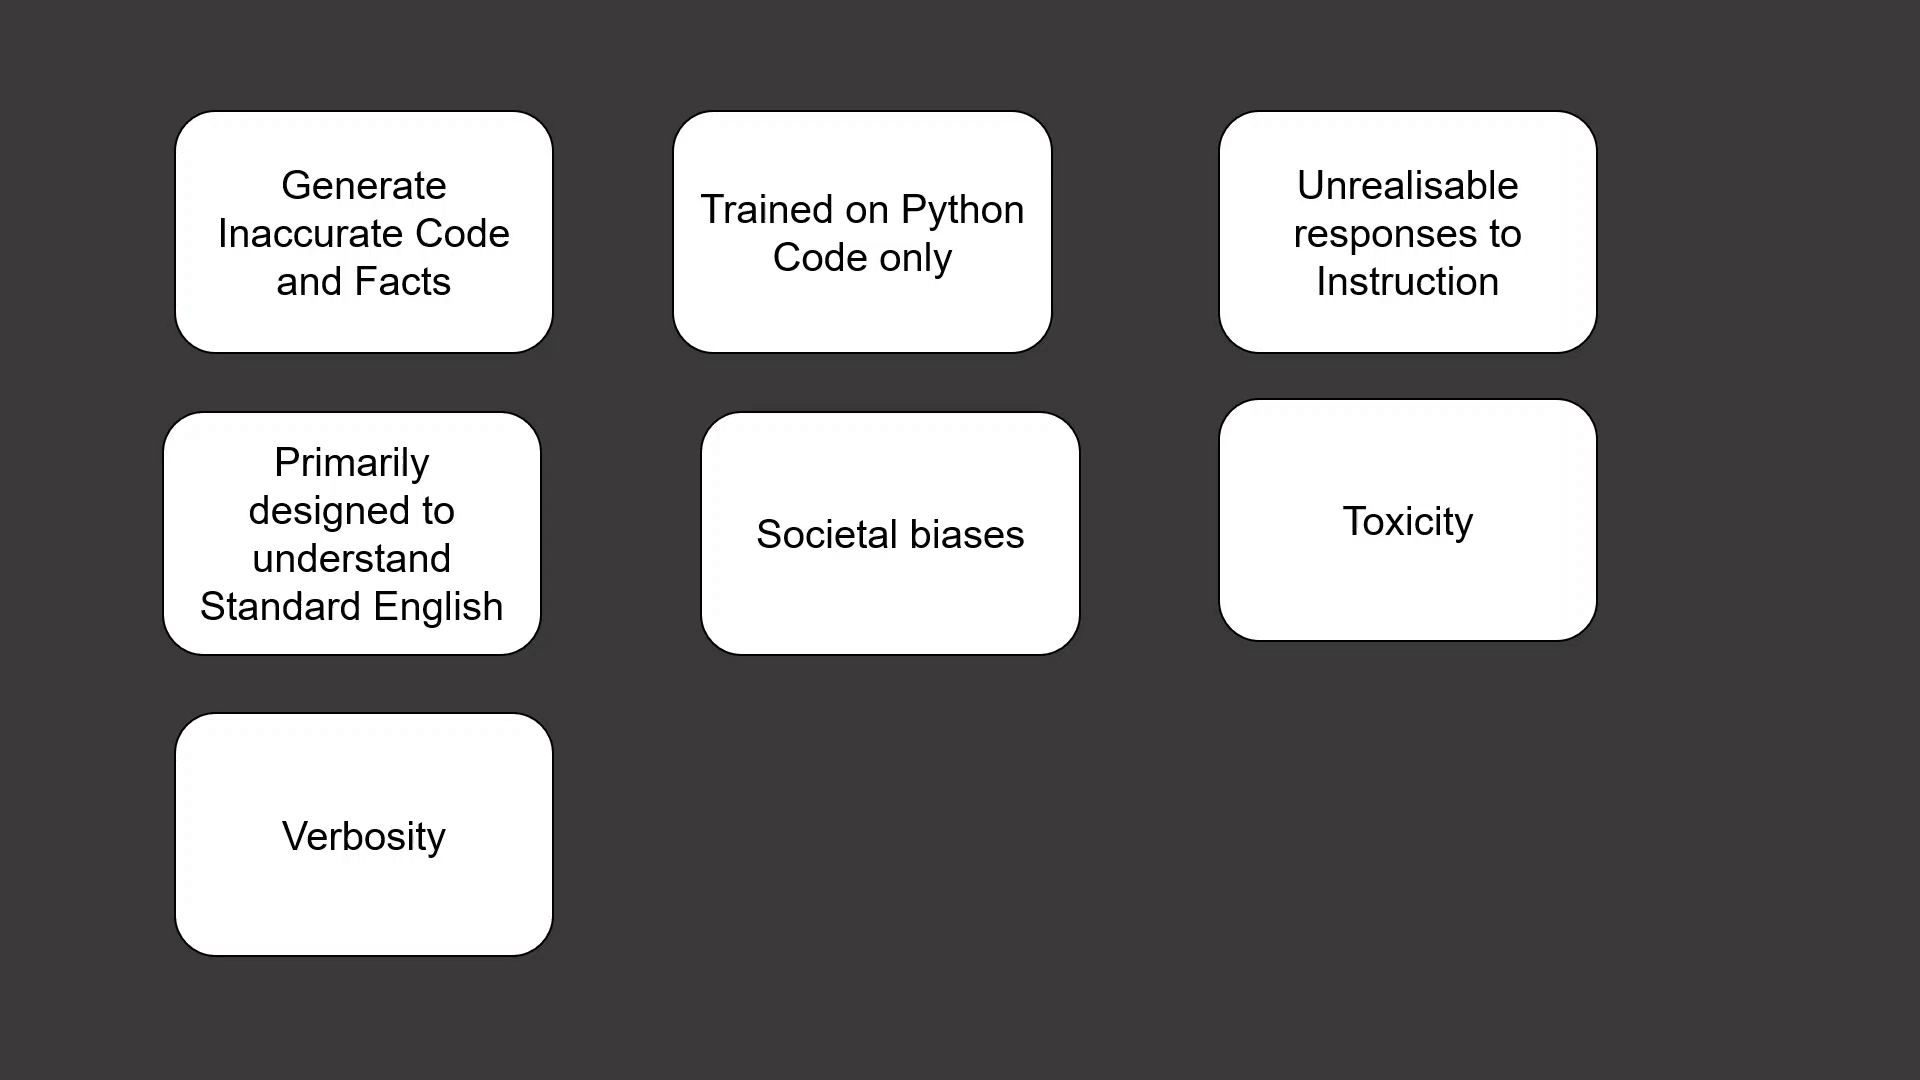 Generate
Inaccurate Code
and Facts
Trained on Python
Code only
Unrealisable
responses to
Instruction
Primarily
designed to
understand
Standard English
Societal biases
Toxicity
Verbosity